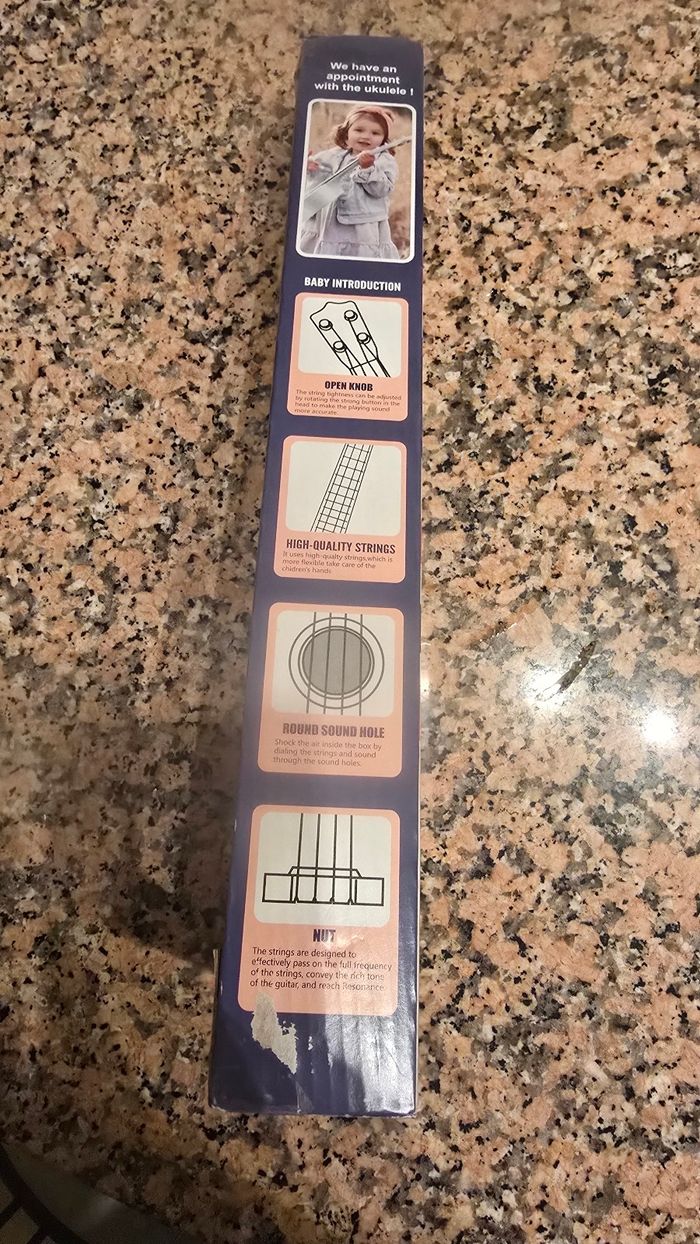 We have an
appointment
with the ukulele !
BABY INTRODUCTION
OPEN KNOB
The string tightness can be adjusted
by rotating the strong button in the
head to make the playing sound
more accurate.
HIGH-QUALITY STRINGS
It uses high-qualty strings,which is
more flexible take care of the
chidren's hands
ROUND SOUND HOLE
Shock the air inside the box by
dialing the strings and sound
through the sound holes.
NUT
The strings are designed to
effectively pass on the full frequency
of the strings, convey the rich tone
of the guitar, and reach Resonance.